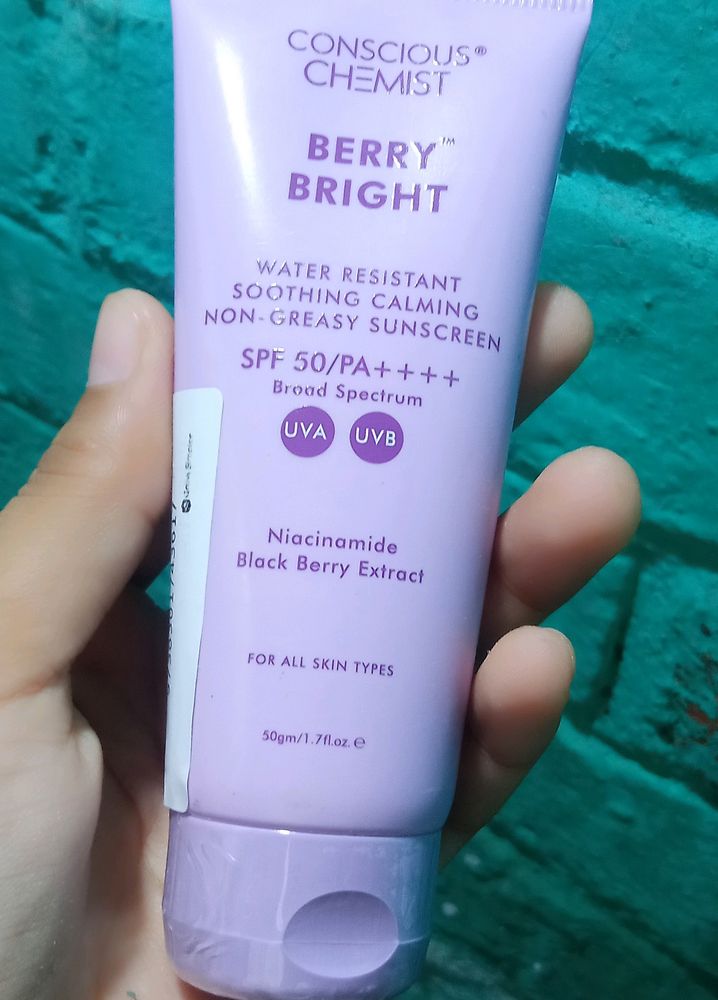 CONSCIOUS®
CHEMIST
BERRY™
BRIGHT
WATER RESISTANT
SOOTHING CALMING
NON-GREASY SUNSCREEN
SPF 50/PA++++
Broad Spectrum
UVA UVB
Niacinamide
Black Berry Extract
FOR ALL SKIN TYPES
50gm/1.7fl.oz.℮